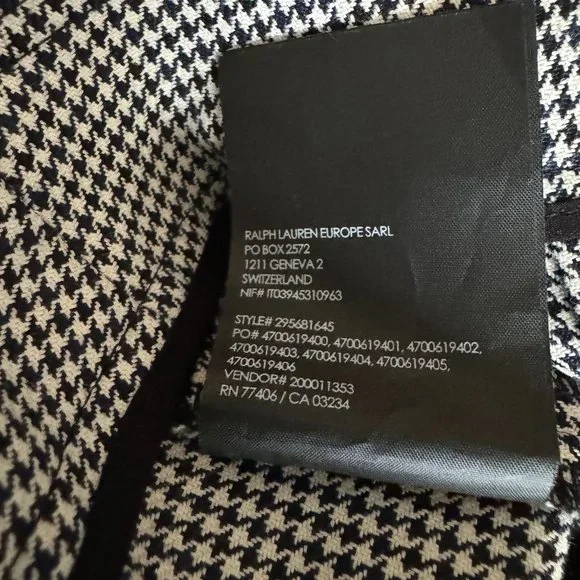 RALPH LAUREN EUROPE SARL
PO BOX 2572
1211 GENEVA 2
SWITZERLAND
NIF# IT03945310963
STYLE# 295681645
PO# 4700619400, 4700619401, 4700619402,
4700619403, 4700619404, 4700619405,
4700619406
VENDOR# 200011353
RN 77406 / CA 03234